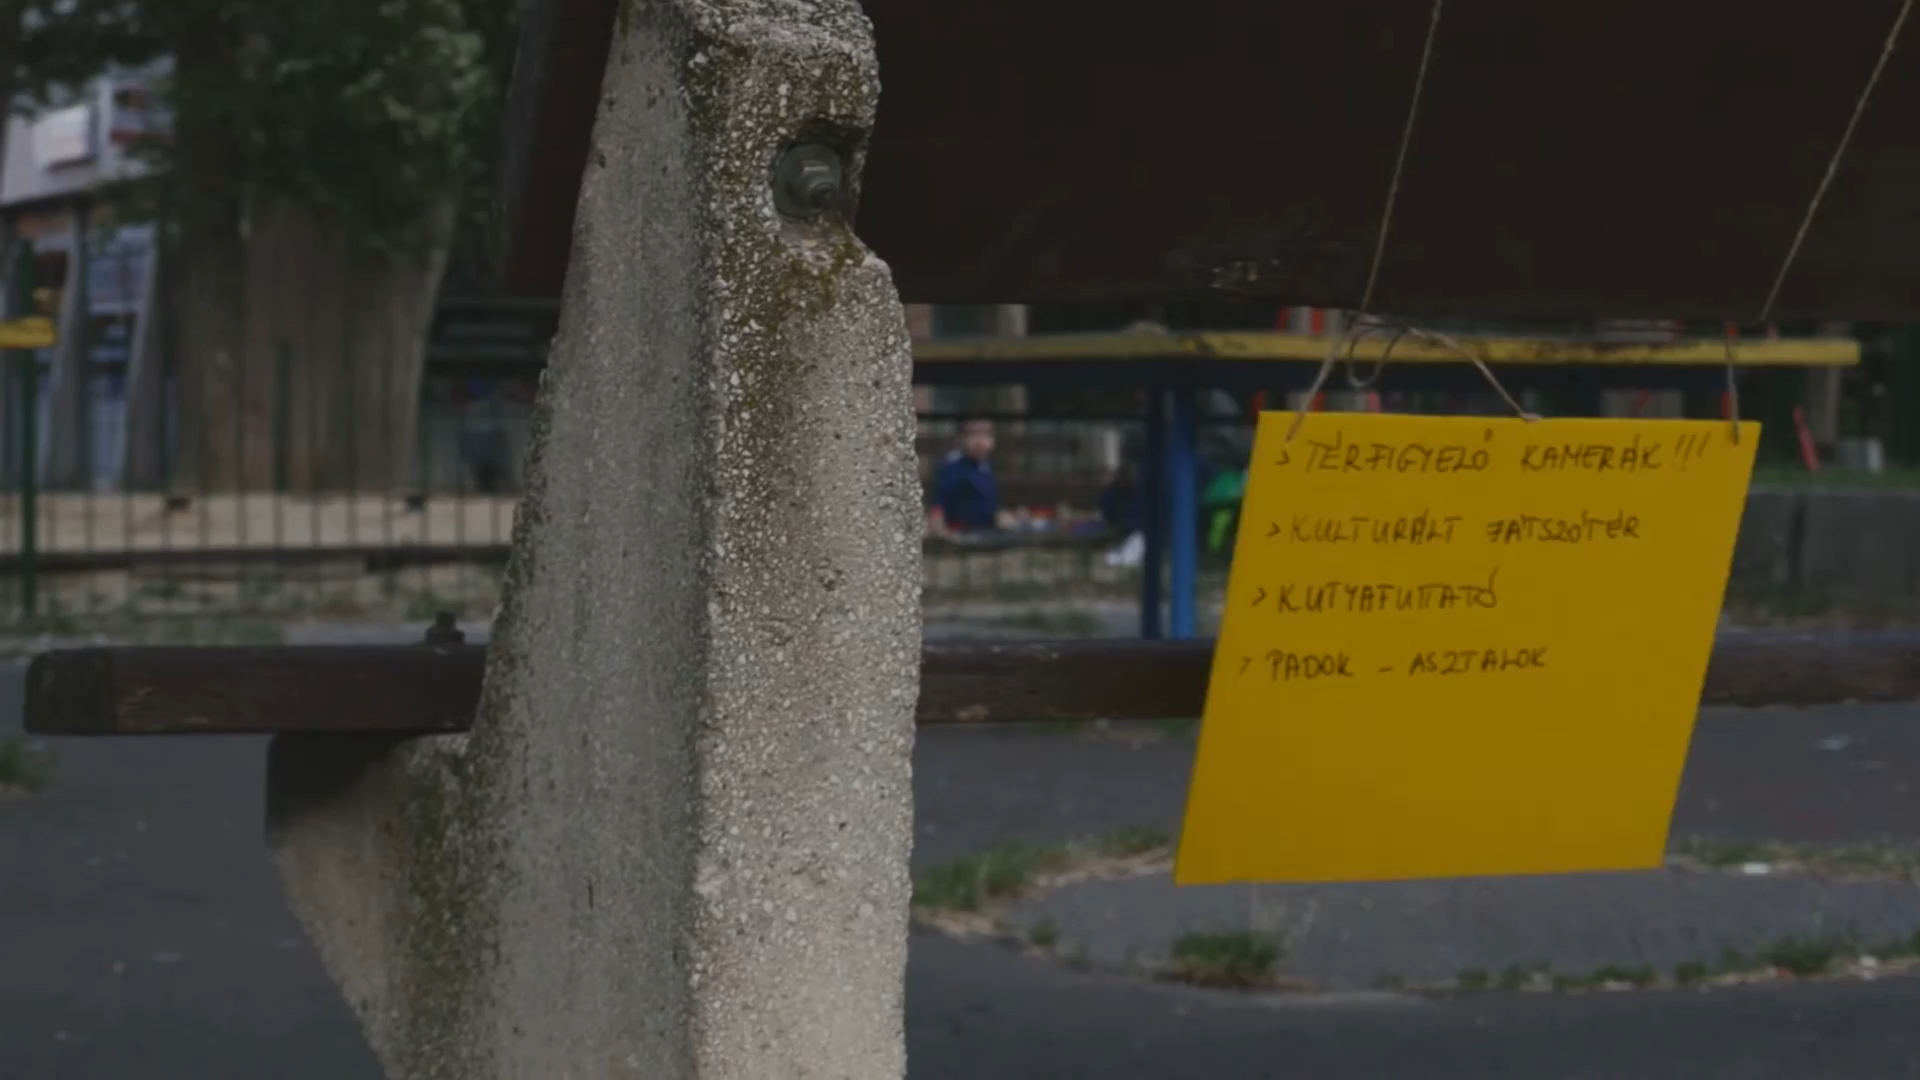 > TÉRFIGYELŐ KAMERÁK !!!
> KULTURÁLT JÁTSZÓTÉR
> KUTYAFUTTATÓ
> PADOK - ASZTALOK